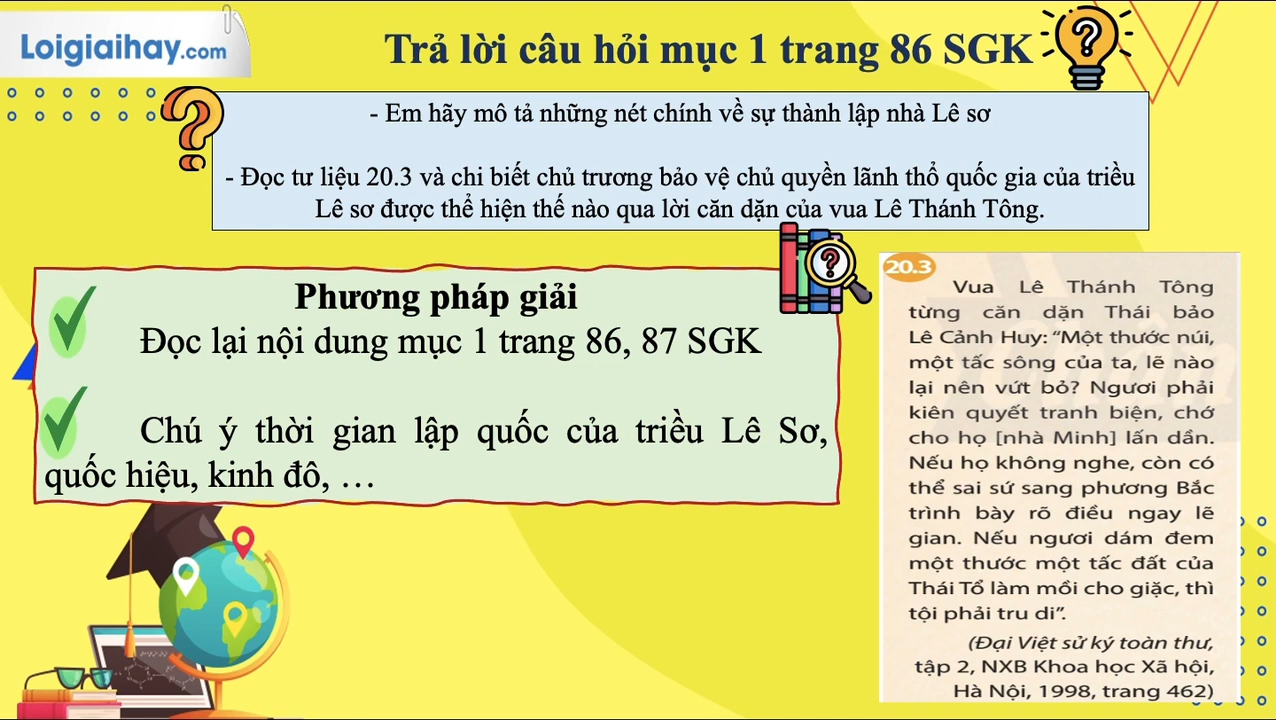 Loigiaihay.com
Trả lời câu hỏi mục 1 trang 86 SGK
- Em hãy mô tả những nét chính về sự thành lập nhà Lê sơ
- Đọc tư liệu 20.3 và chi biết chủ trương bảo vệ chủ quyền lãnh thổ quốc gia của triều
Lê sơ được thể hiện thế nào qua lời căn dặn của vua Lê Thánh Tông.
Phương pháp giải
Đọc lại nội dung mục 1 trang 86, 87 SGK
Chú ý thời gian lập quốc của triều Lê Sơ,
quốc hiệu, kinh đô, …
20.3
Vua Lê Thánh Tông
từng căn dặn Thái bảo
Lê Cảnh Huy: “Một thước núi,
một tấc sông của ta, lẽ nào
lại nên vứt bỏ? Ngươi phải
kiên quyết tranh biện, chớ
cho họ [nhà Minh] lấn dần.
Nếu họ không nghe, còn có
thể sai sứ sang phương Bắc
trình bày rõ điều ngay lẽ
gian. Nếu ngươi dám đem
một thước một tấc đất của
Thái Tổ làm mồi cho giặc, thì
tội phải tru di”.
(Đại Việt sử ký toàn thư,
tập 2, NXB Khoa học Xã hội,
Hà Nội, 1998, trang 462)